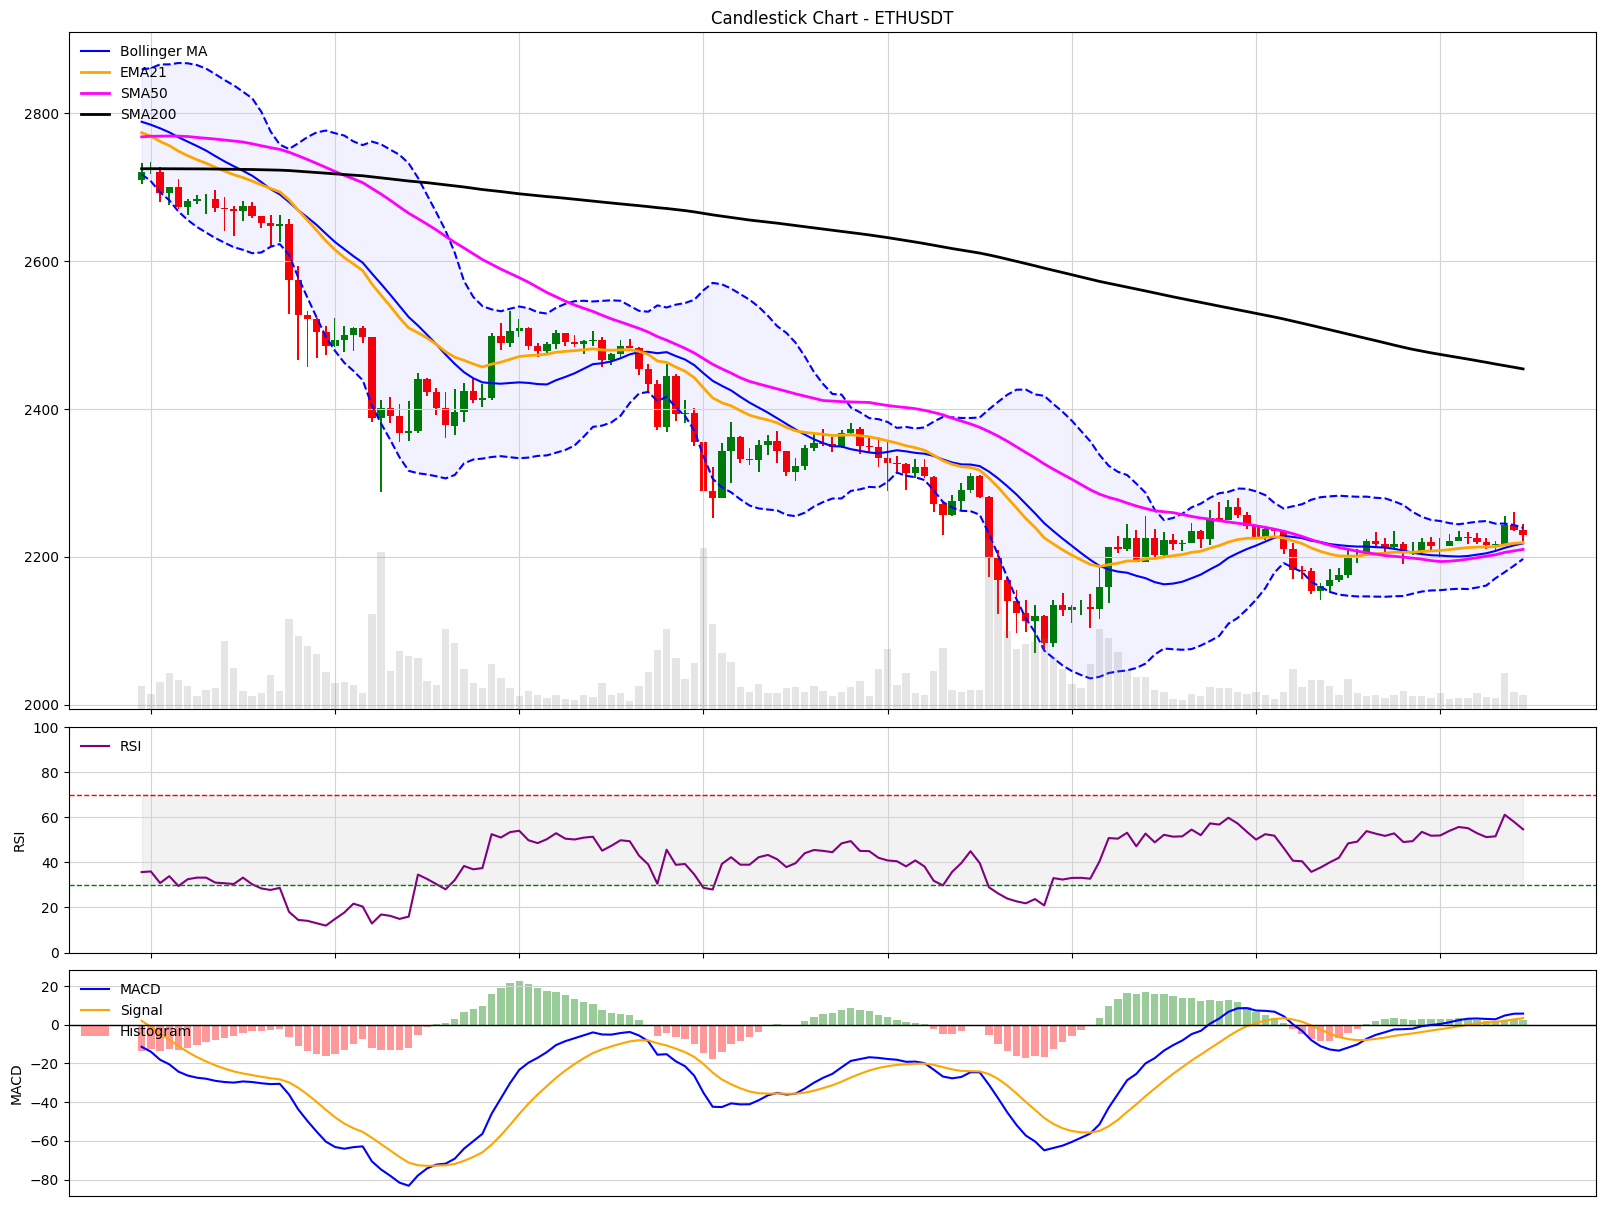 Candlestick Chart - ETHUSDT
Bollinger MA
EMA21
SMA50
SMA200
2800
2600
2400
2200
2000
RSI
100
80
60
40
20
0
RSI
MACD
Signal
Histogram
20
0
−20
−40
−60
−80
MACD